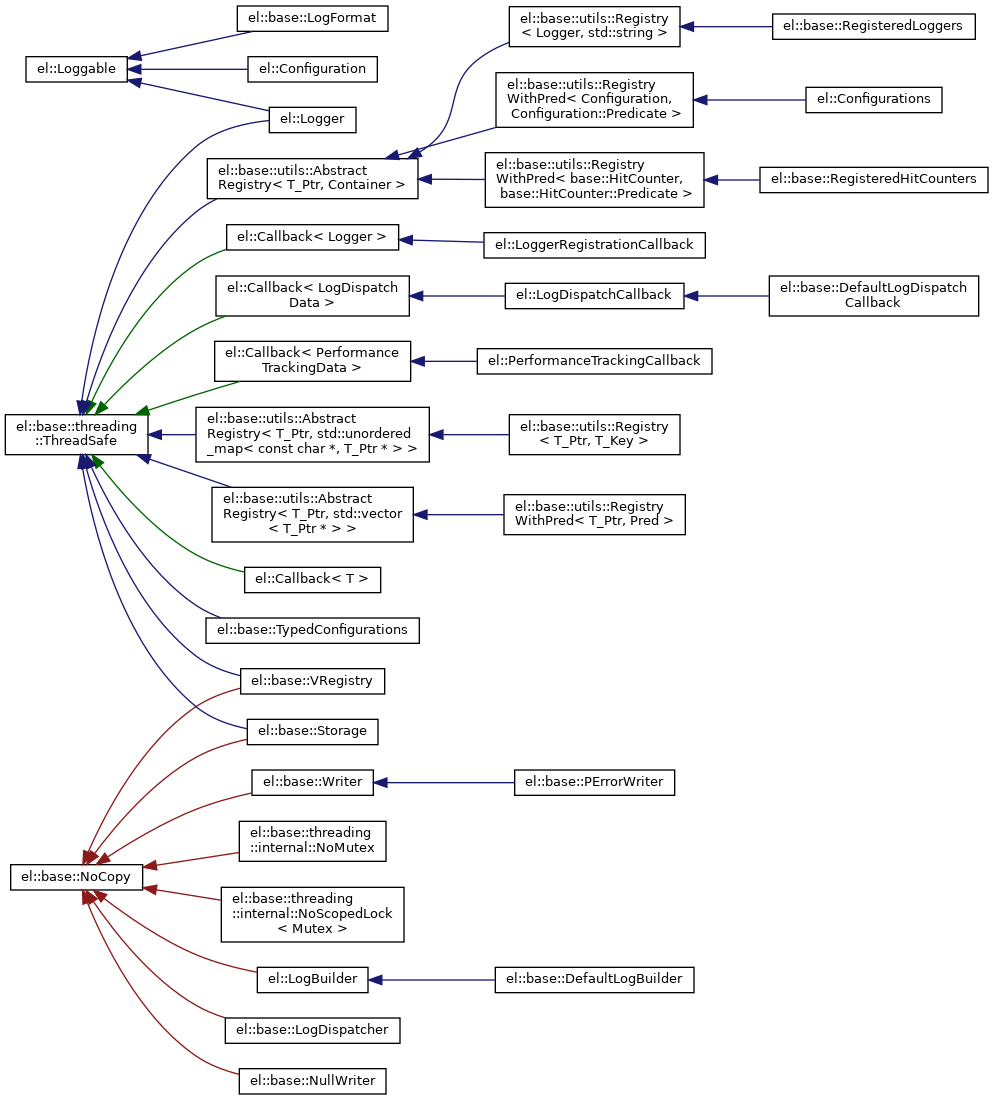 el::base::LogFormat
el::Loggable
el::Configuration
el::Logger
el::base::utils::Registry
< Logger, std::string >
el::base::RegisteredLoggers
el::base::utils::Registry
WithPred< Configuration,
Configuration::Predicate >
el::Configurations
el::base::utils::Abstract
Registry< T_Ptr, Container >
el::base::utils::Registry
WithPred< base::HitCounter,
base::HitCounter::Predicate >
el::base::RegisteredHitCounters
el::Callback< Logger >
el::LoggerRegistrationCallback
el::Callback< LogDispatch
Data >
el::LogDispatchCallback
el::base::DefaultLogDispatch
Callback
el::Callback< Performance
TrackingData >
el::PerformanceTrackingCallback
el::base::threading
::ThreadSafe
el::base::utils::Abstract
Registry< T_Ptr, std::unordered
_map< const char *, T_Ptr * > >
el::base::utils::Registry
< T_Ptr, T_Key >
el::base::utils::Abstract
Registry< T_Ptr, std::vector
< T_Ptr * > >
el::base::utils::Registry
WithPred< T_Ptr, Pred >
el::Callback< T >
el::base::TypedConfigurations
el::base::VRegistry
el::base::Storage
el::base::Writer
el::base::PErrorWriter
el::base::threading
::internal::NoMutex
el::base::NoCopy
el::base::threading
::internal::NoScopedLock
< Mutex >
el::LogBuilder
el::base::DefaultLogBuilder
el::base::LogDispatcher
el::base::NullWriter